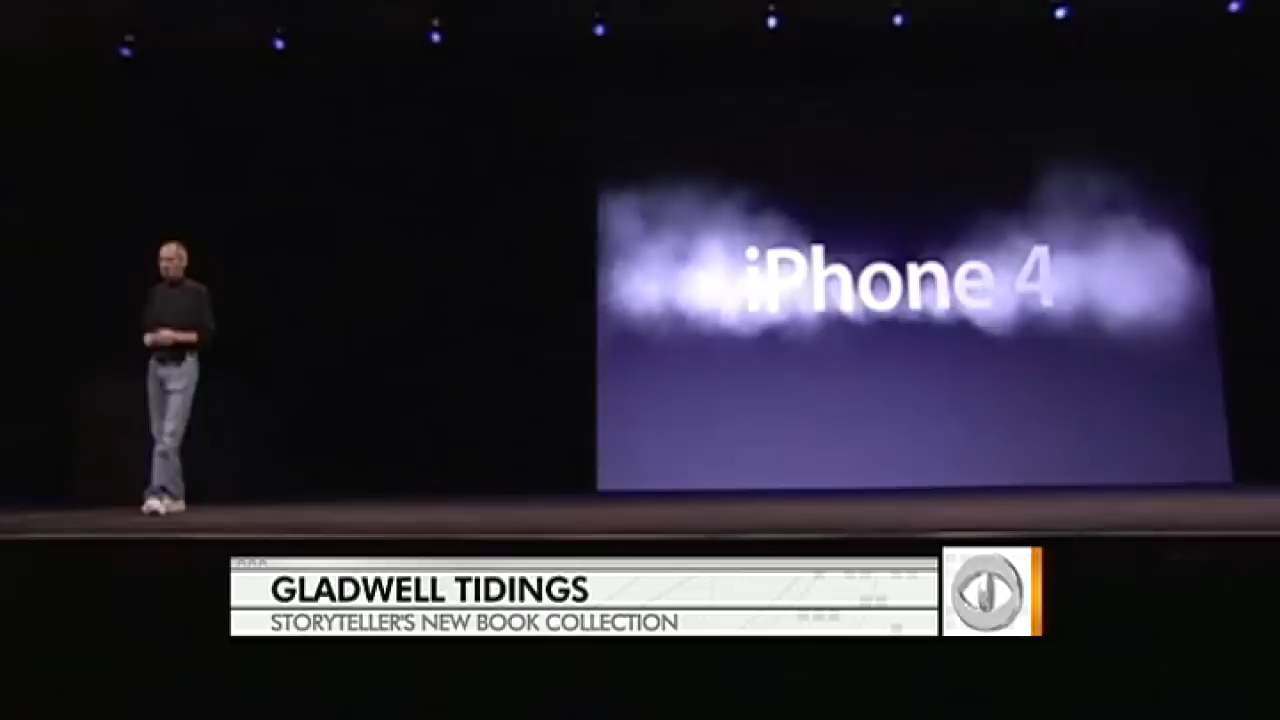 iPhone 4
GLADWELL TIDINGS
STORYTELLER'S NEW BOOK COLLECTION